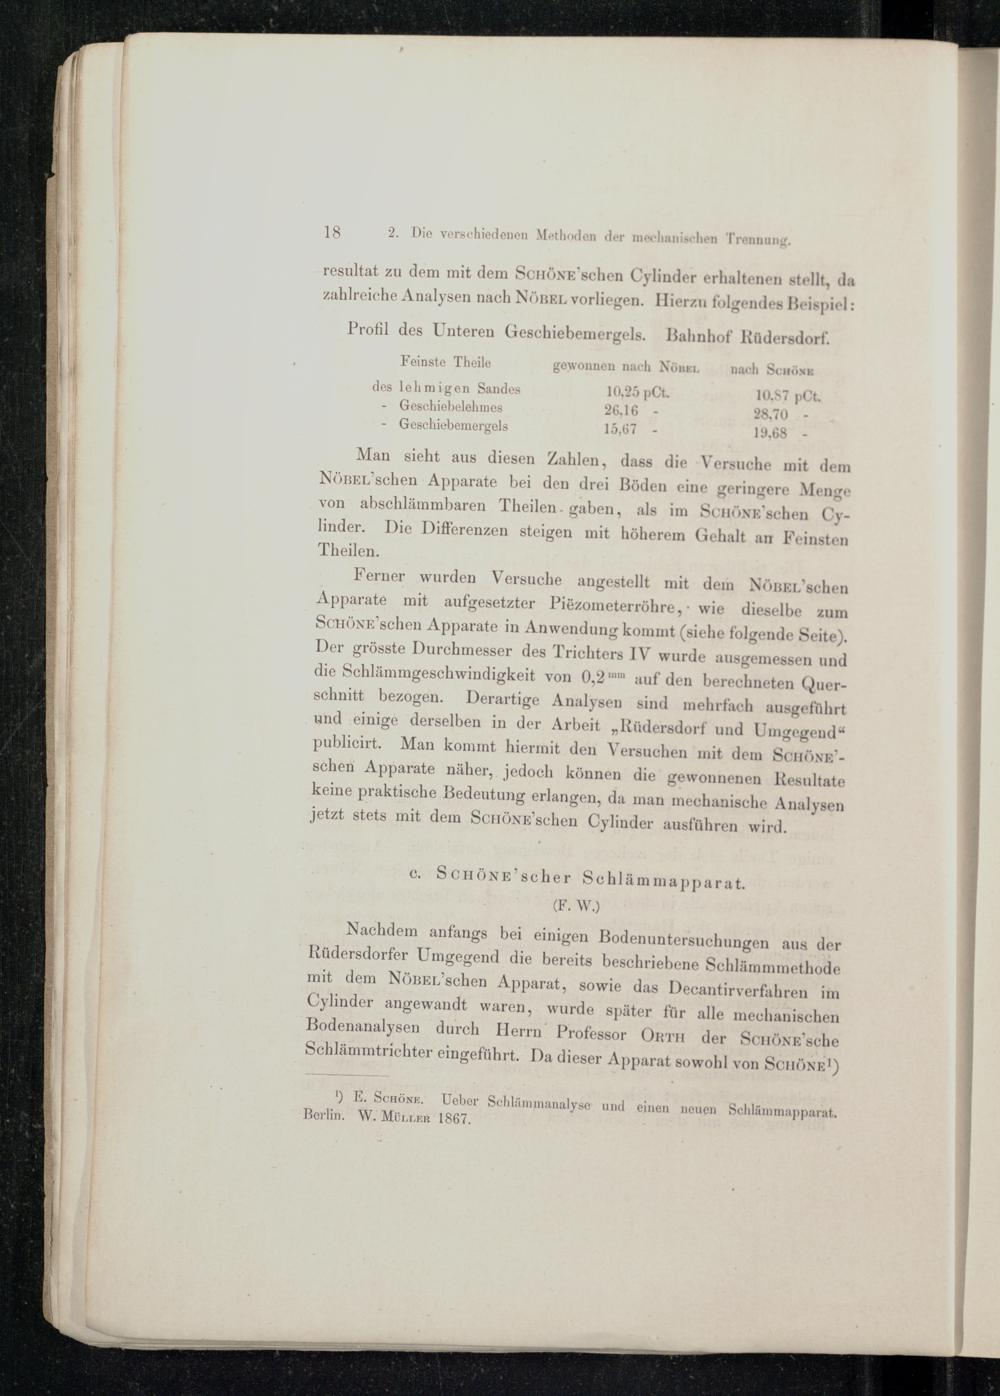 18 2. Die verschiedenen Methoden der mechanischen Trennung.
resultat zu dem mit dem SCHÖNE'schen Cylinder erhaltenen stellt, da
zahlreiche Analysen nach NÖBEL vorliegen. Hierzu folgendes Beispiel:
Profil des Unteren Geschiebemergels. Bahnhof Rüdersdorf.
Feinste Theile gewonnen nach NÖBEL nach SCHÖNE
des lehmigen Sandes 10,25 pCt. 10,87 pCt.
- Geschiebelehmes 26,16 - 28,70 -
- Geschiebemergels 15,67 - 19,68 -
Man sieht aus diesen Zahlen, dass die Versuche mit dem
NÖBEL'schen Apparate bei den drei Böden eine geringere Menge
von abschlämmbaren Theilen gaben, als im SCHÖNE'schen Cy-
linder. Die Differenzen steigen mit höherem Gehalt an Feinsten
Theilen.
Ferner wurden Versuche angestellt mit dem NÖBEL'schen
Apparate mit aufgesetzter Piëzometerröhre, wie dieselbe zum
SCHÖNE'schen Apparate in Anwendung kommt (siehe folgende Seite).
Der grösste Durchmesser des Trichters IV wurde ausgemessen und
die Schlämmgeschwindigkeit von 0,2mm auf den berechneten Quer-
schnitt bezogen. Derartige Analysen sind mehrfach ausgeführt
und einige derselben in der Arbeit „Rüdersdorf und Umgegend“
publicirt. Man kommt hiermit den Versuchen mit dem SCHÖNE'-
schen Apparate näher, jedoch können die gewonnenen Resultate
keine praktische Bedeutung erlangen, da man mechanische Analysen
jetzt stets mit dem SCHÖNE'schen Cylinder ausführen wird.
c. SCHÖNE'scher Schlämmapparat.
(F. W.)
Nachdem anfangs bei einigen Bodenuntersuchungen aus der
Rüdersdorfer Umgegend die bereits beschriebene Schlämmmethode
mit dem NÖBEL'schen Apparat, sowie das Decantirverfahren im
Cylinder angewandt waren, wurde später für alle mechanischen
Bodenanalysen durch Herrn Professor ORTH der SCHÖNE'sche
Schlämmtrichter eingeführt. Da dieser Apparat sowohl von SCHÖNE¹)
¹) E. SCHÖNE. Ueber Schlämmanalyse und einen neuen Schlämmapparat.
Berlin. W. MÜLLER 1867.